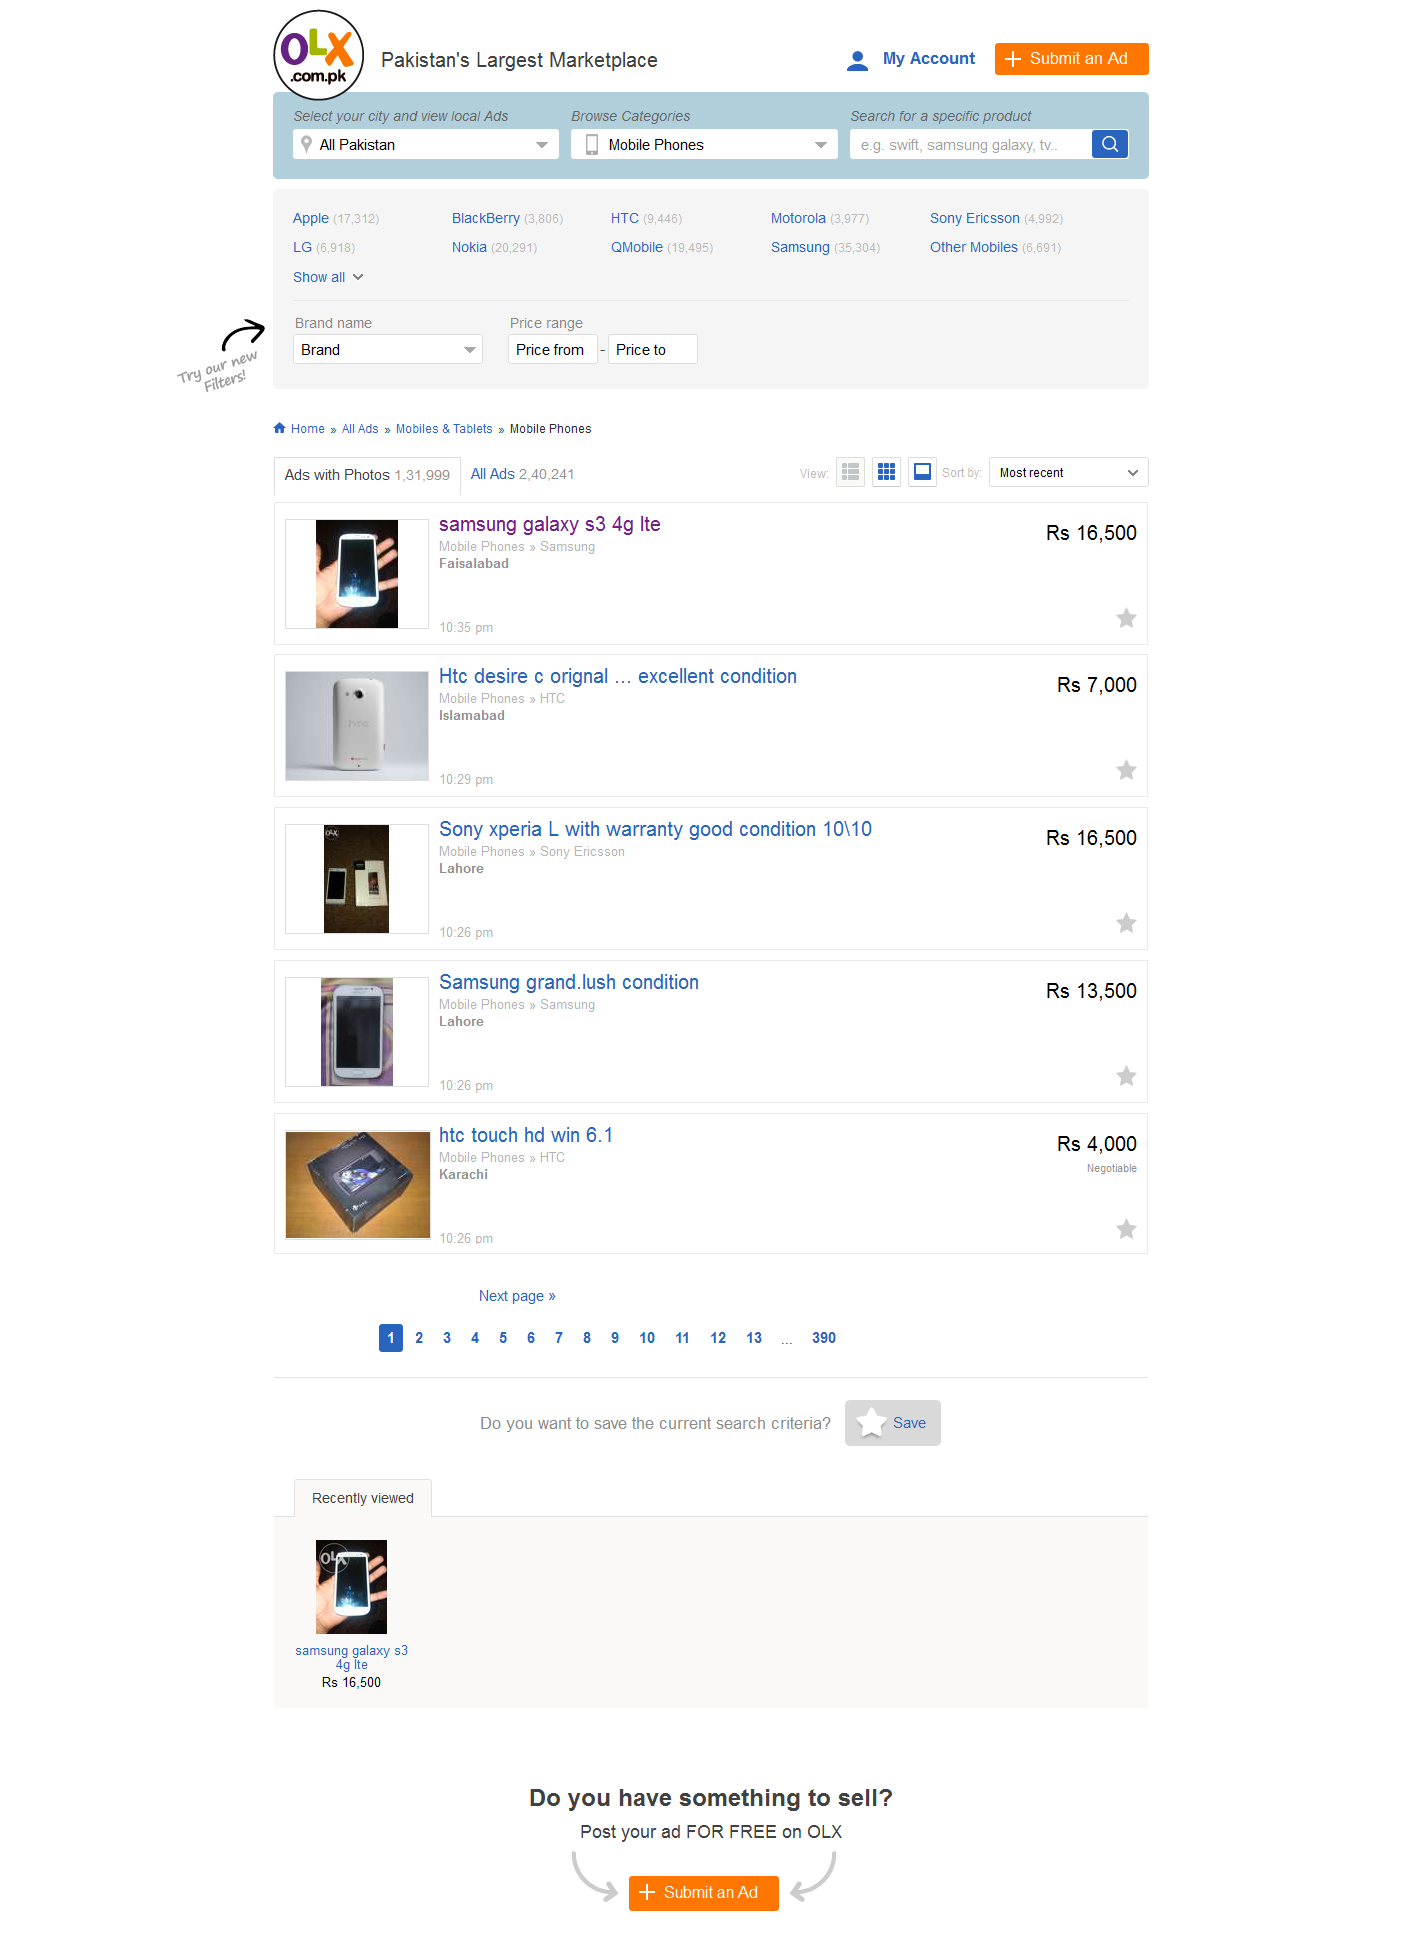 OLX
.com.pk
Pakistan's Largest Marketplace
My Account
Submit an Ad
Select your city and view local Ads
Browse Categories
Search for a specific product
All Pakistan
Mobile Phones
e.g. swift, samsung galaxy, tv..
Apple (17,312)
BlackBerry (3,806)
HTC (9,446)
Motorola (3,977)
Sony Ericsson (4,992)
LG (6,918)
Nokia (20,291)
QMobile (19,495)
Samsung (35,304)
Other Mobiles (6,691)
Show all
Try our new
Filters!
Brand name
Price range
Brand
Price from - Price to
Home » All Ads » Mobiles & Tablets » Mobile Phones
Ads with Photos 1,31,999
All Ads 2,40,241
View:
Sort by:
Most recent
samsung galaxy s3 4g lte
Rs 16,500
Mobile Phones » Samsung
Faisalabad
10:35 pm
Htc desire c orignal ... excellent condition
Rs 7,000
Mobile Phones » HTC
Islamabad
hTC
10:29 pm
Sony xperia L with warranty good condition 10\10
Rs 16,500
OLX
Mobile Phones » Sony Ericsson
Lahore
10:26 pm
Samsung grand.lush condition
Rs 13,500
Mobile Phones » Samsung
Lahore
10:26 pm
htc touch hd win 6.1
Rs 4,000
Negotiable
Mobile Phones » HTC
Karachi
10:26 pm
Next page »
1 2 3 4 5 6 7 8 9 10 11 12 13 ... 390
Do you want to save the current search criteria?
Save
Recently viewed
OLX
samsung galaxy s3
4g lte
Rs 16,500
Do you have something to sell?
Post your ad FOR FREE on OLX
Submit an Ad